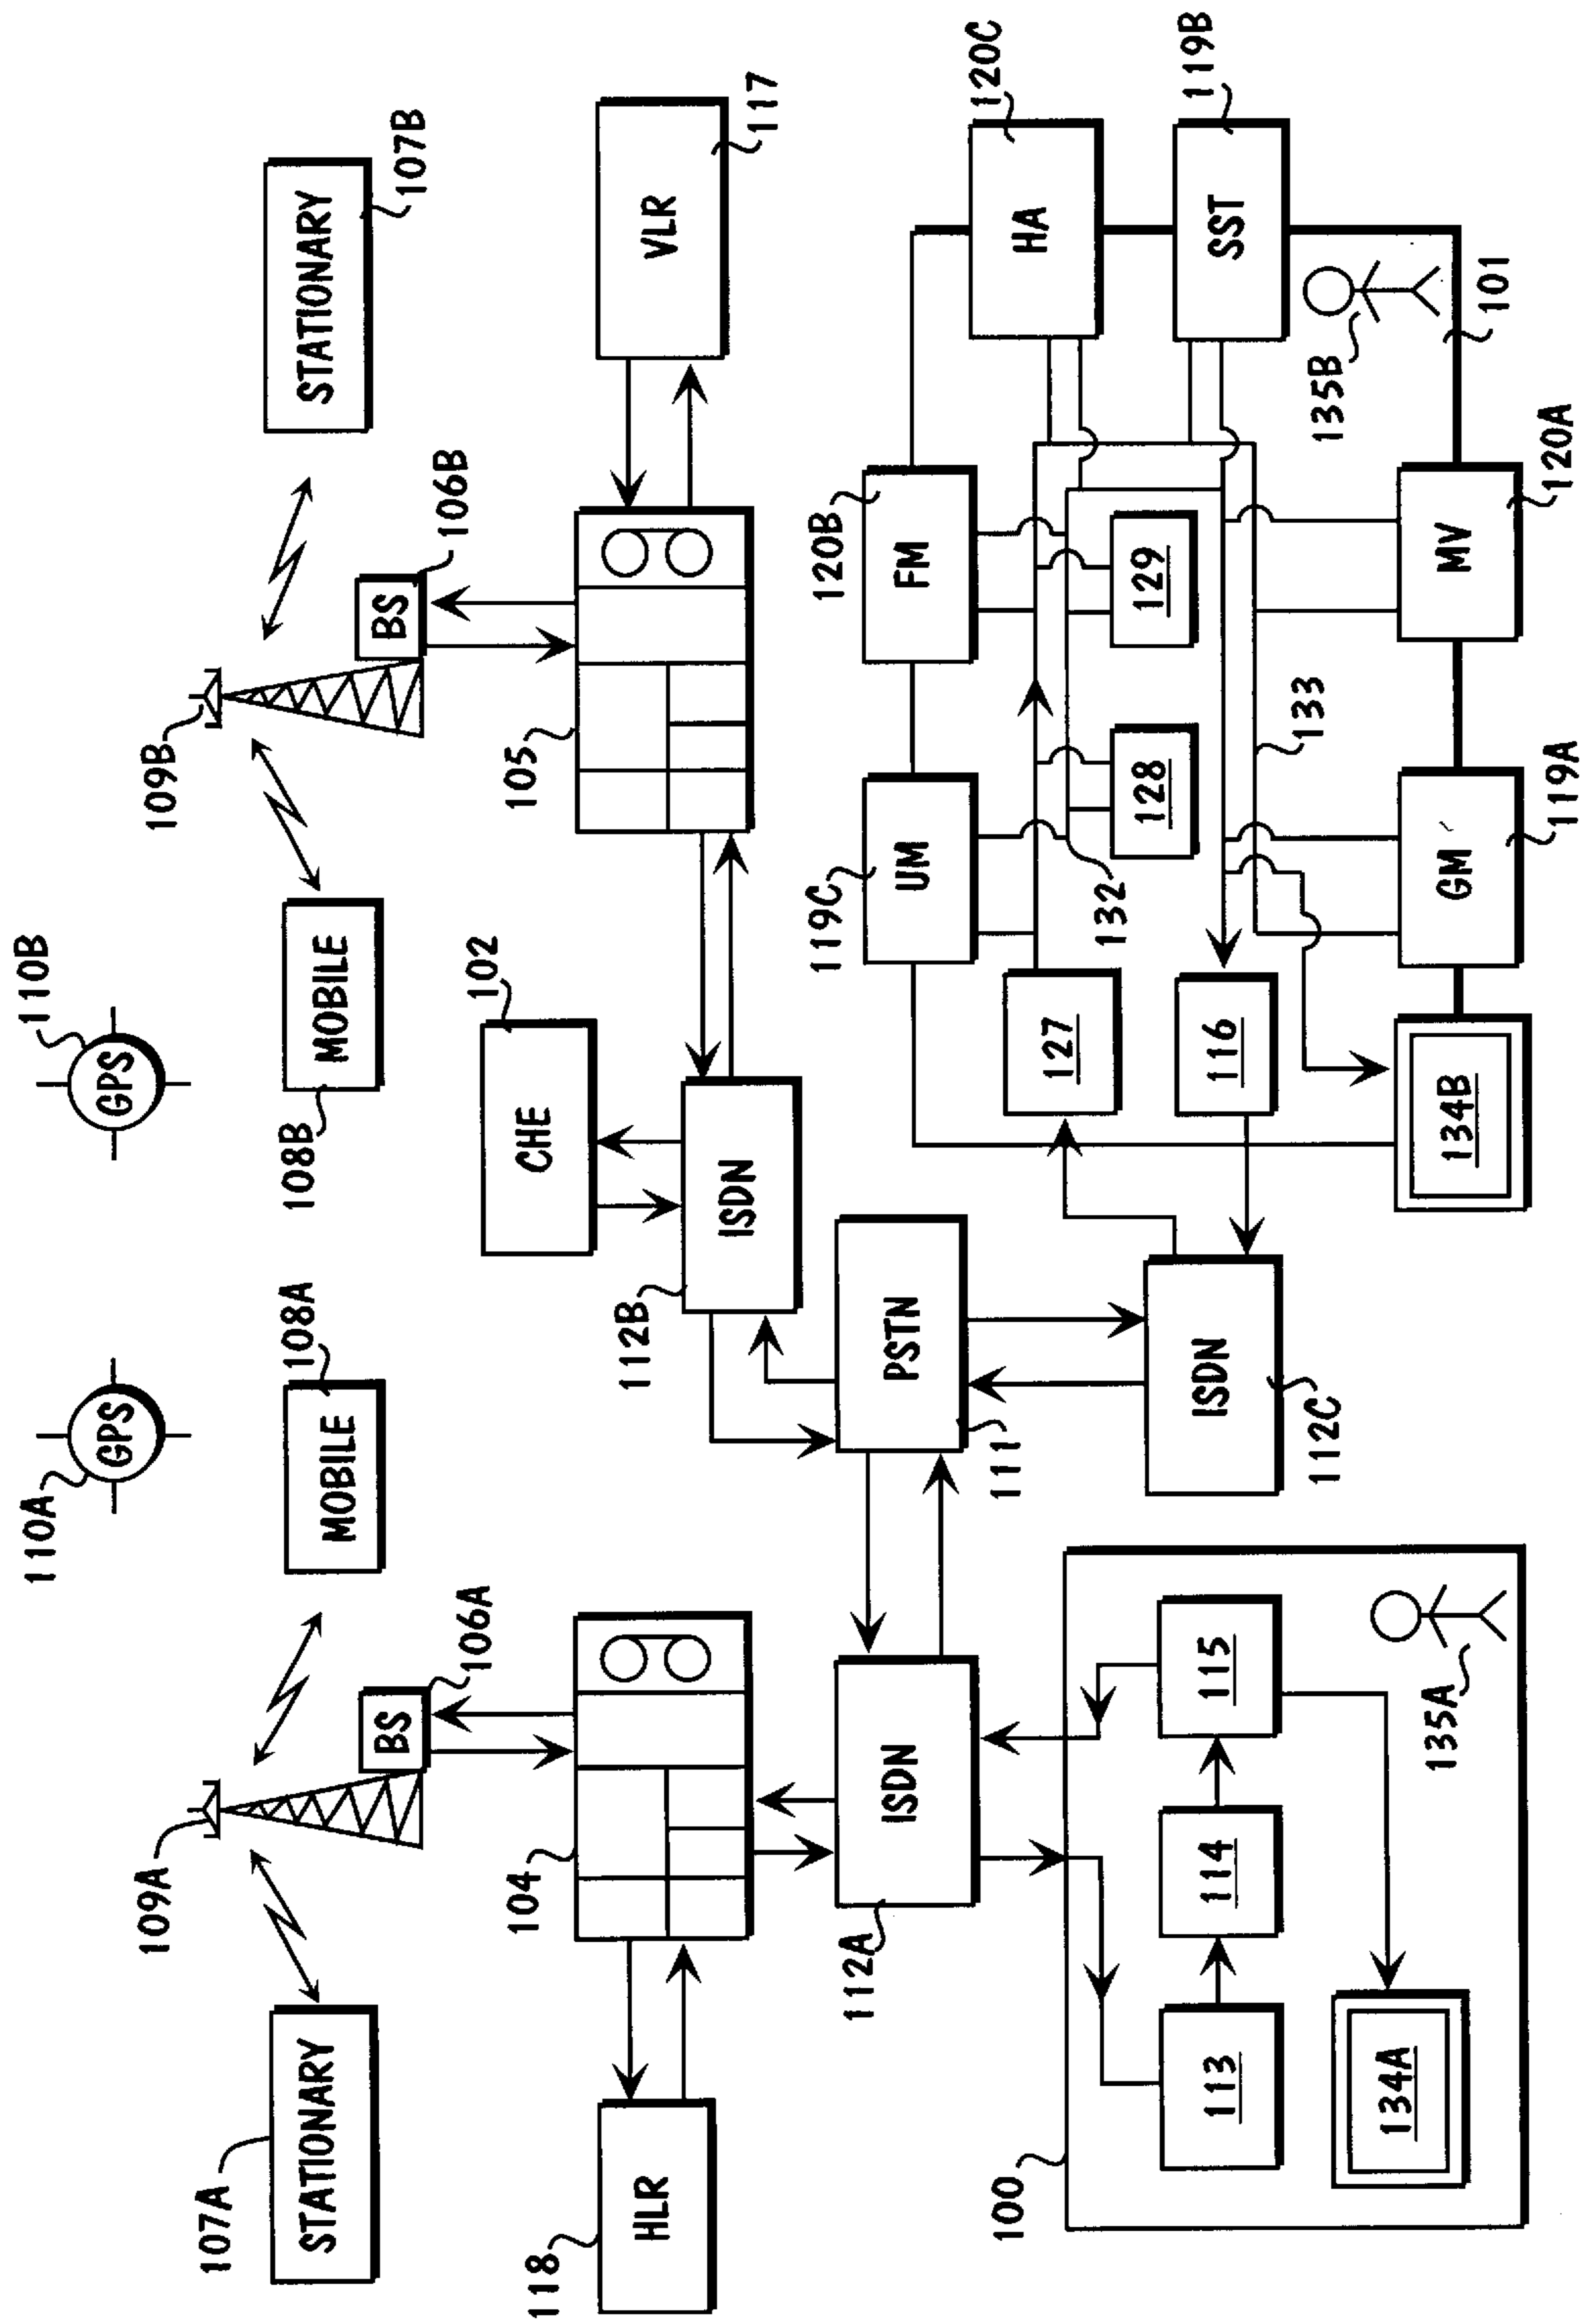 110A
GPS
110B
GPS
109A
109B
107A
STATIONARY
MOBILE
108A
108B
MOBILE
STATIONARY
107B
BS
106A
BS
106B
118
HLR
104
102
CHE
105
VLR
117
112A
ISDN
112B
ISDN
PSTN
111
119C
UM
120B
FM
HA
120C
100
113
114
115
134A
135A
ISDN
112C
127
116
132
128
129
133
SST
119B
135B
101
134B
GM
119A
MV
120A